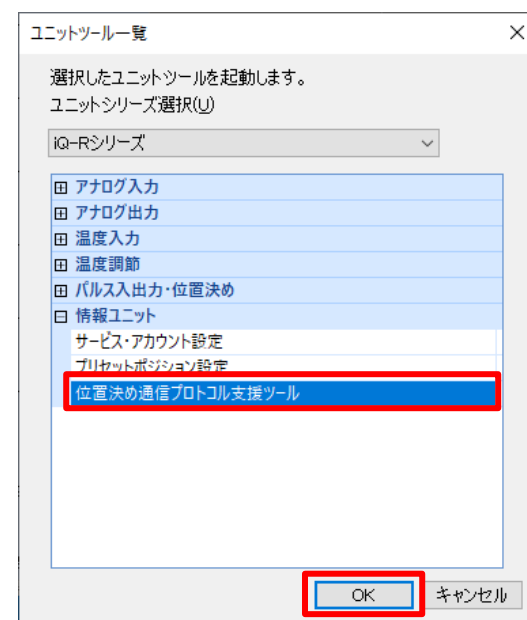 ユニットツール一覧
選択したユニットツールを起動します。
ユニットシリーズ選択(U)
iQ-Rシリーズ
アナログ入力
アナログ出力
温度入力
温度調節
パルス入出力・位置決め
情報ユニット
サービス・アカウント設定
プリセットポジション設定
位置決め通信プロトコル支援ツール
OK
キャンセル